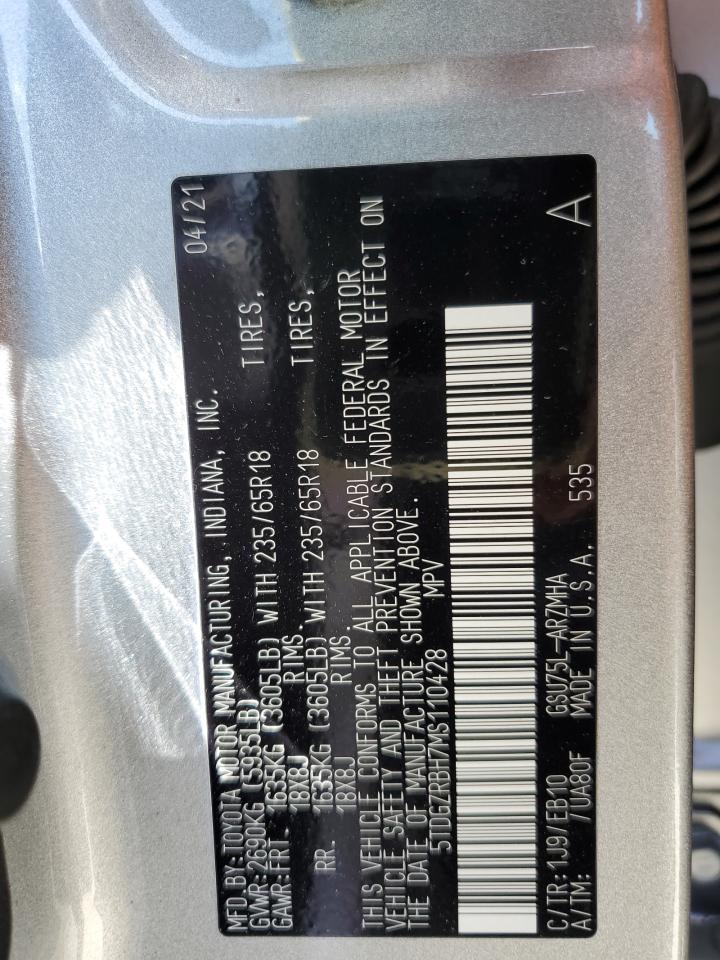 MFD BY: TOYOTA MOTOR MANUFACTURING, INDIANA, INC. 04/21
GVWR: 2690KG (5935LB)
GAWR: FRT. 1635KG (3605LB) WITH 235/65R18 TIRES,
18X8J RIMS.
RR. 1635KG (3605LB) WITH 235/65R18 TIRES,
18X8J RIMS.
THIS VEHICLE CONFORMS TO ALL APPLICABLE FEDERAL MOTOR
VEHICLE SAFETY AND THEFT PREVENTION STANDARDS IN EFFECT ON
THE DATE OF MANUFACTURE SHOWN ABOVE.
5TDGZRBH7MS110428 MPV
C/TR: 1J9/EB10 GSU75L-ARZMHA A
A/TM: /UA80F MADE IN U.S.A. 535